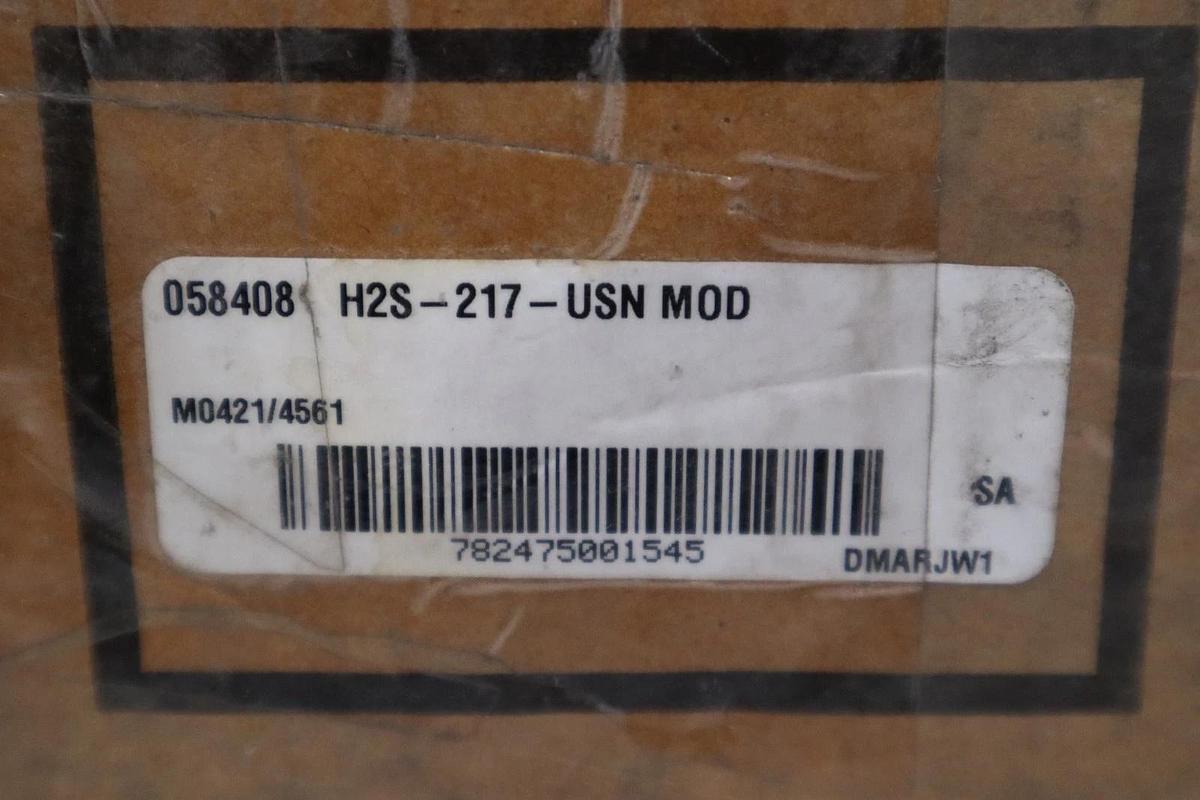 058408 H2S-217-USN MOD
M0421/4561
SA
782475001545
DMARJW1